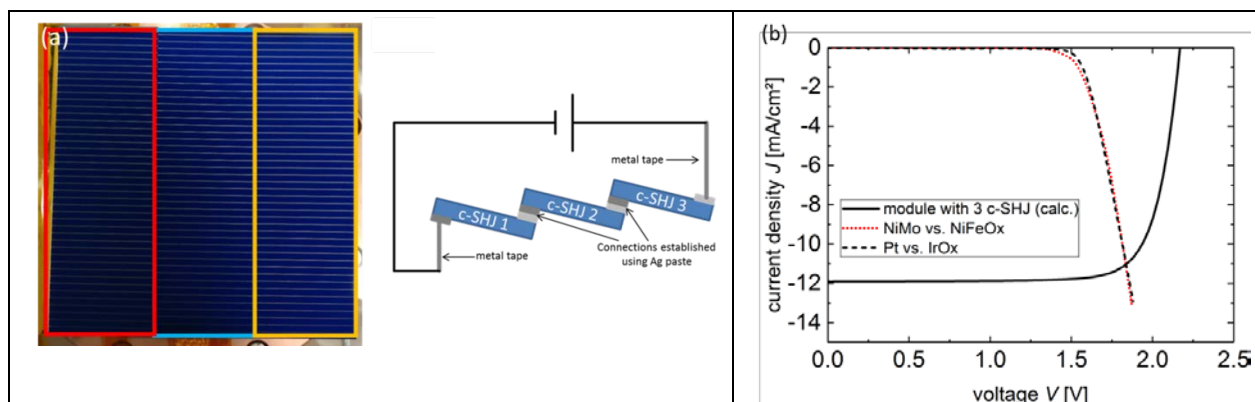 (a)
metal tape
c-SHJ 1
c-SHJ 2
c-SHJ 3
metal tape
Connections established
using Ag paste
(b)
0
-2
-4
-6
-8
-10
-12
-14
current density J [mA/cm²]
module with 3 c-SHJ (calc.)
NiMo vs. NiFeOx
Pt vs. IrOx
0.0
0.5
1.0
1.5
2.0
2.5
voltage V [V]